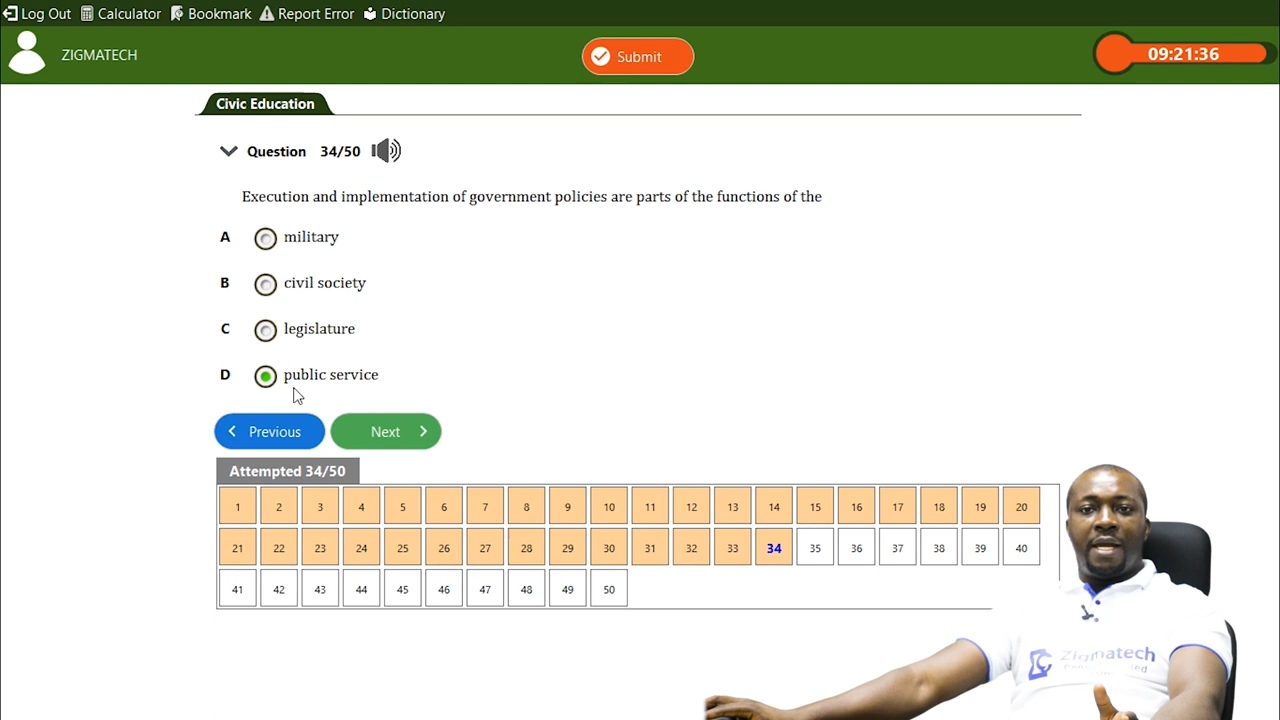 Log Out Calculator Bookmark Report Error Dictionary
ZIGMATECH
Submit
09:21:36
Civic Education
Question 34/50
Execution and implementation of government policies are parts of the functions of the
A military
B civil society
C legislature
D public service
Previous Next
Attempted 34/50
1 2 3 4 5 6 7 8 9 10 11 12 13 14 15 16 17 18 19 20
21 22 23 24 25 26 27 28 29 30 31 32 33 34 35 36 37 38 39 40
41 42 43 44 45 46 47 48 49 50
Zigmatech